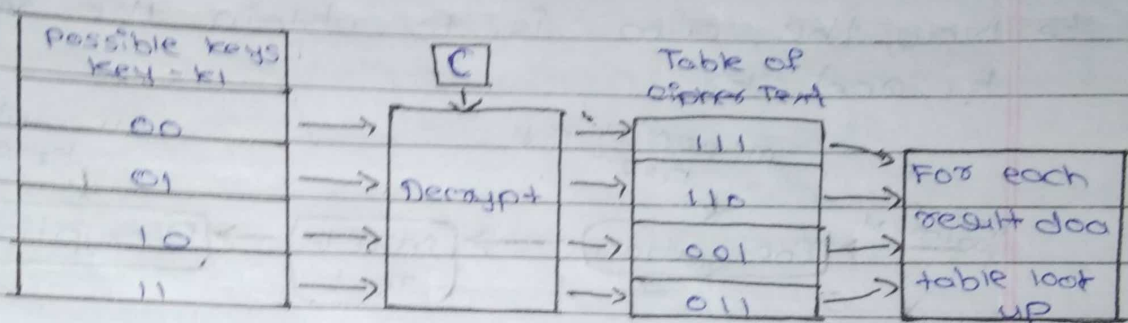 possible keys
key - k1
C
Table of
Cipher Text
00
01
10
11
Decrypt
111
110
001
011
For each
result doa
table look
up